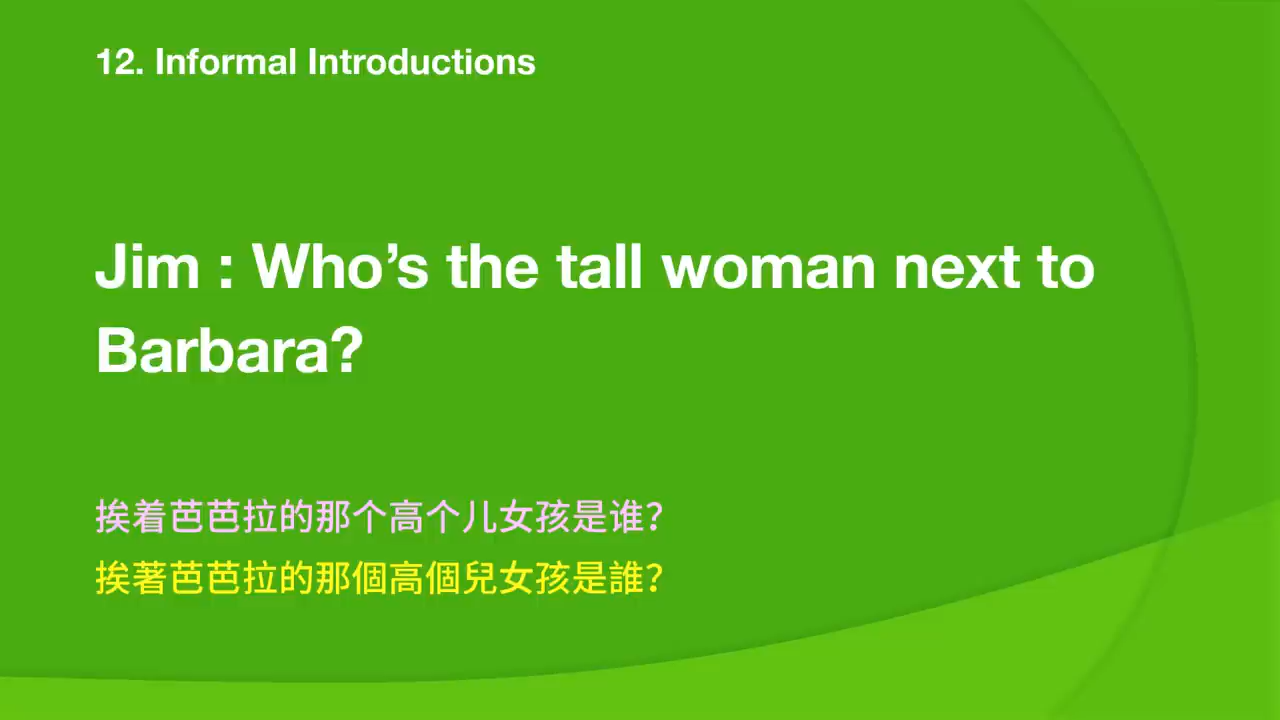 12. Informal Introductions
Jim : Who’s the tall woman next to
Barbara?
挨着芭芭拉的那个高个儿女孩是谁?
挨著芭芭拉的那個高個兒女孩是誰?